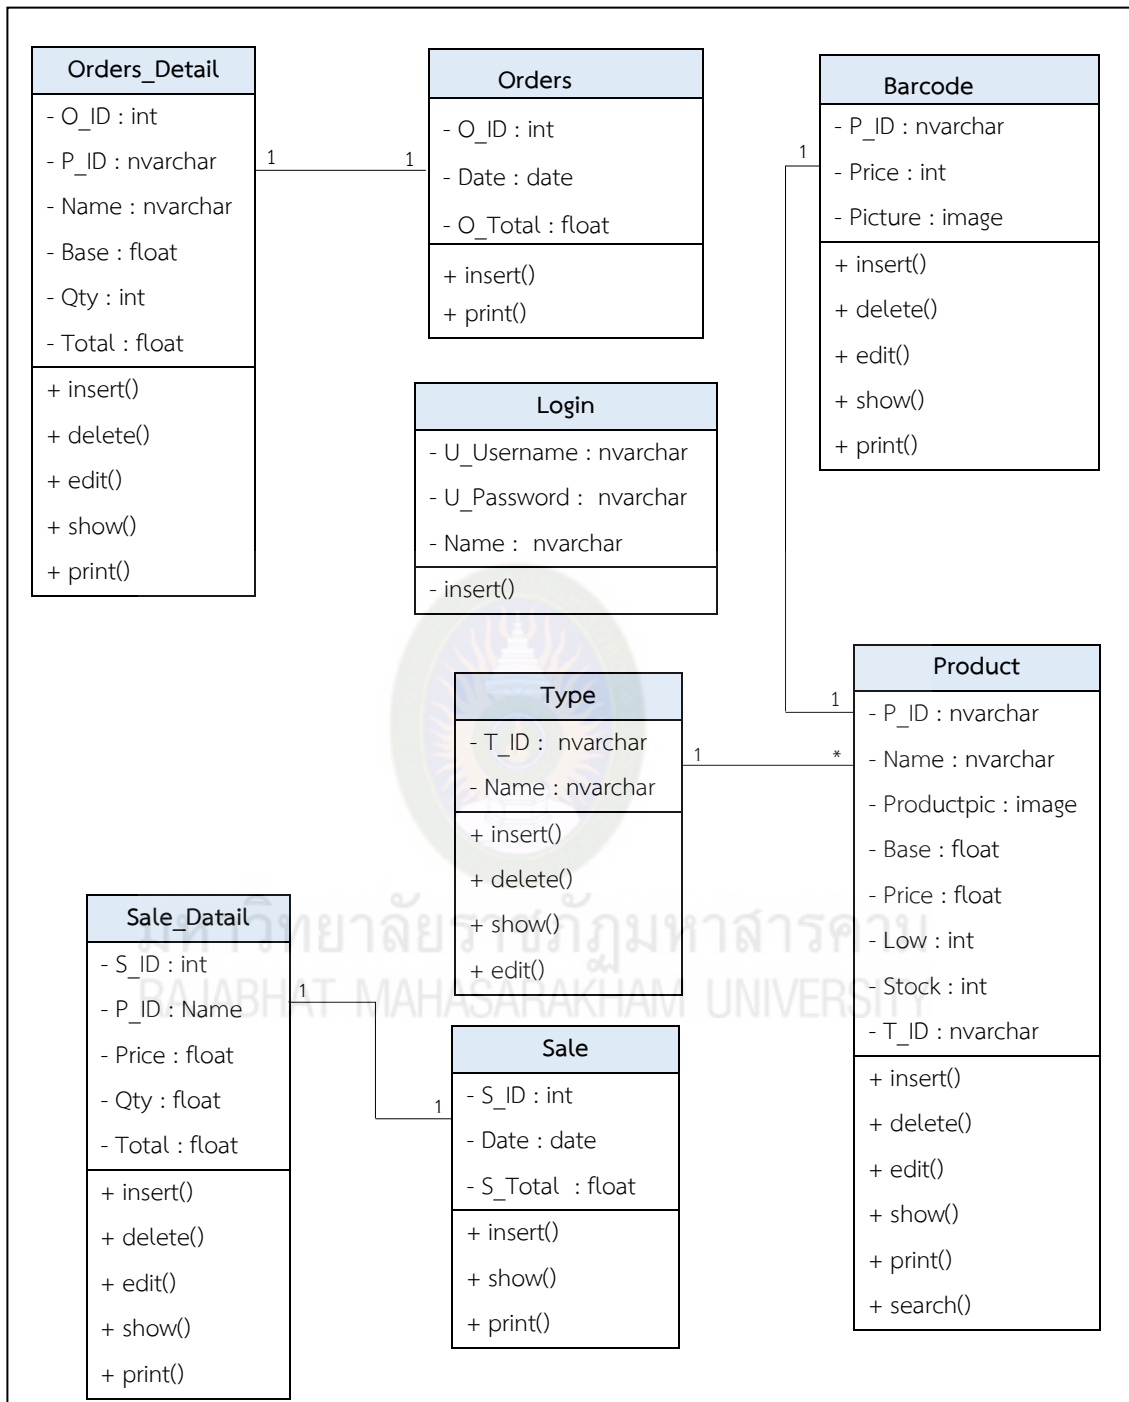 Orders_Detail
- O_ID : int
- P_ID : nvarchar
- Name : nvarchar
- Base : float
- Qty : int
- Total : float
+ insert()
+ delete()
+ edit()
+ show()
+ print()
1
1
Orders
- O_ID : int
- Date : date
- O_Total : float
+ insert()
+ print()
Barcode
- P_ID : nvarchar
- Price : int
- Picture : image
+ insert()
+ delete()
+ edit()
+ show()
+ print()
1
1
Login
- U_Username : nvarchar
- U_Password :  nvarchar
- Name :  nvarchar
- insert()
Type
- T_ID :  nvarchar
- Name : nvarchar
+ insert()
+ delete()
+ show()
+ edit()
1
*
Product
- P_ID : nvarchar
- Name : nvarchar
- Productpic : image
- Base : float
- Price : float
- Low : int
- Stock : int
- T_ID : nvarchar
+ insert()
+ delete()
+ edit()
+ show()
+ print()
+ search()
มหาวิทยาลัยราชภัฏมหาสารคาม
RAJABHAT MAHASARAKHAM UNIVERSITY
Sale_Datail
- S_ID : int
- P_ID : Name
- Price : float
- Qty : float
- Total : float
+ insert()
+ delete()
+ edit()
+ show()
+ print()
1
1
Sale
- S_ID : int
- Date : date
- S_Total  : float
+ insert()
+ show()
+ print()